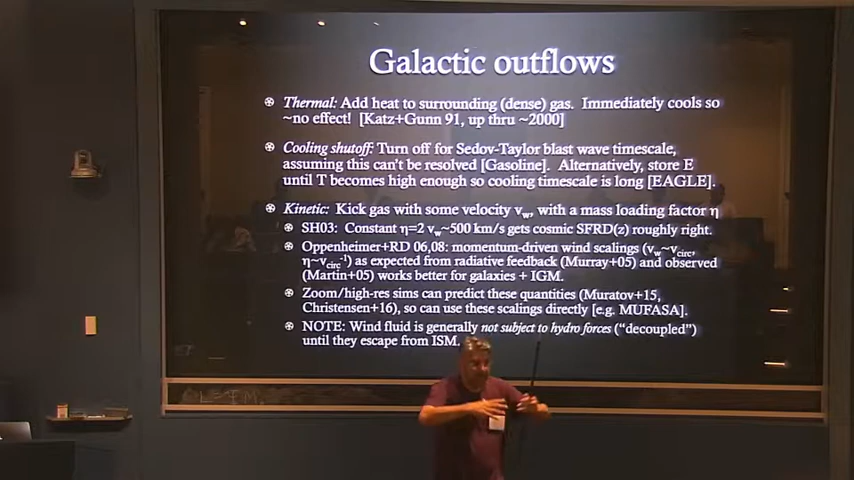 Galactic outflows
Thermal: Add heat to surrounding (dense) gas. Immediately cools so
~no effect! [Katz+Gunn 91, up thru ~2000]
Cooling shutoff: Turn off for Sedov-Taylor blast wave timescale,
assuming this can't be resolved [Gasoline]. Alternatively, store E
until T becomes high enough so cooling timescale is long [EAGLE].
Kinetic: Kick gas with some velocity vw, with a mass loading factor η
SH03: Constant η=2 vw~500 km/s gets cosmic SFRD(z) roughly right.
Oppenheimer+RD 06,08: momentum-driven wind scalings (vw~vcirc,
η~vcirc-1) as expected from radiative feedback (Murray+05) and observed
(Martin+05) works better for galaxies + IGM.
Zoom/high-res sims can predict these quantities (Muratov+15,
Christensen+16), so can use these scalings directly [e.g. MUFASA].
NOTE: Wind fluid is generally not subject to hydro forces ("decoupled")
until they escape from ISM.